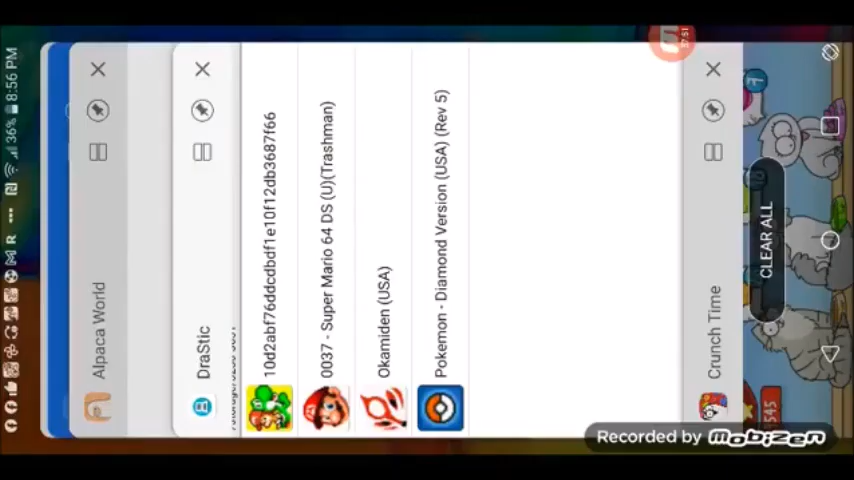 8:56 PM
36%
R
Alpaca World
DraStic
10d2abf76ddcdbdf1e10f12db3687f66
0037 - Super Mario 64 DS (U)(Trashman)
Okamiden (USA)
Pokemon - Diamond Version (USA) (Rev 5)
Crunch Time
CLEAR ALL
545
Recorded by mobizen